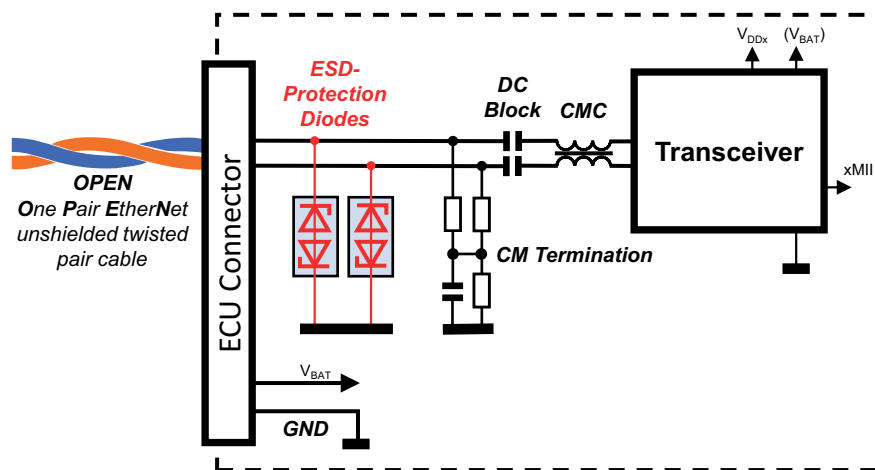 V_DDx
(V_BAT)
ESD-
Protection
Diodes
DC
Block
CMC
Transceiver
xMII
OPEN
One Pair EtherNet
unshielded twisted
pair cable
ECU Connector
CM Termination
V_BAT
GND